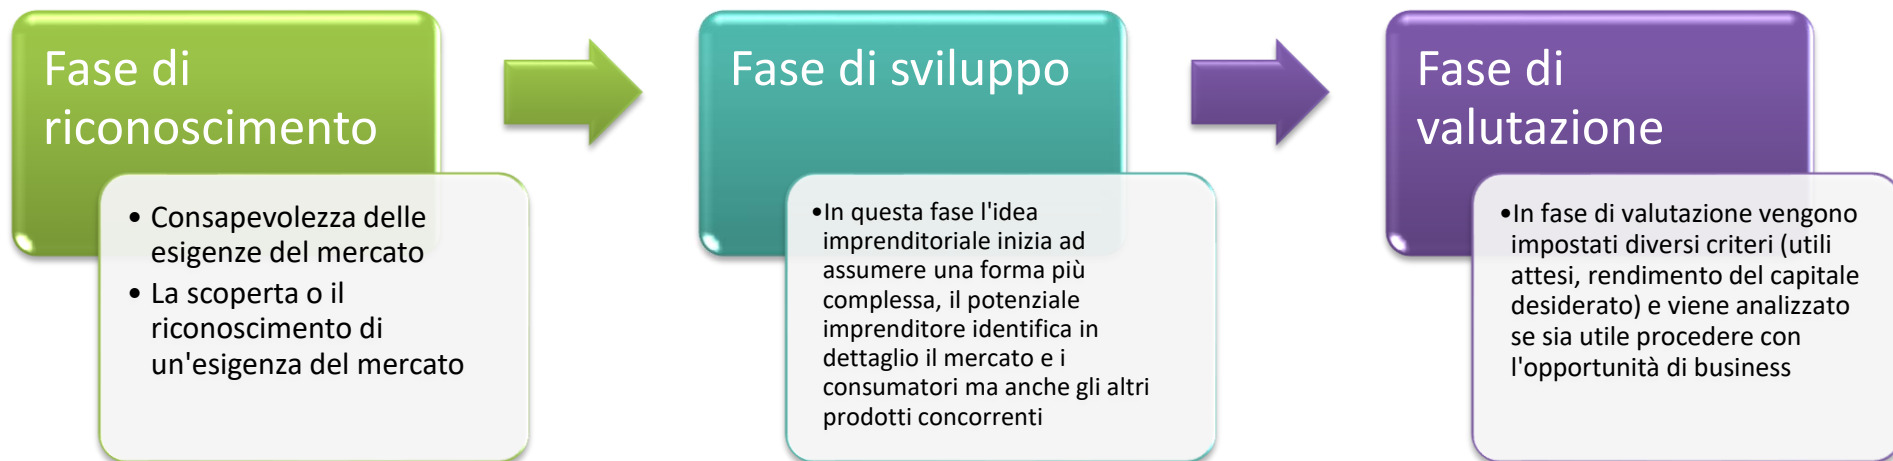 Fase di
riconoscimento
• Consapevolezza delle
esigenze del mercato
• La scoperta o il
riconoscimento di
un'esigenza del mercato
Fase di sviluppo
•In questa fase l'idea
imprenditoriale inizia ad
assumere una forma più
complessa, il potenziale
imprenditore identifica in
dettaglio il mercato e i
consumatori ma anche gli altri
prodotti concorrenti
Fase di
valutazione
•In fase di valutazione vengono
impostati diversi criteri (utili
attesi, rendimento del capitale
desiderato) e viene analizzato
se sia utile procedere con
l'opportunità di business